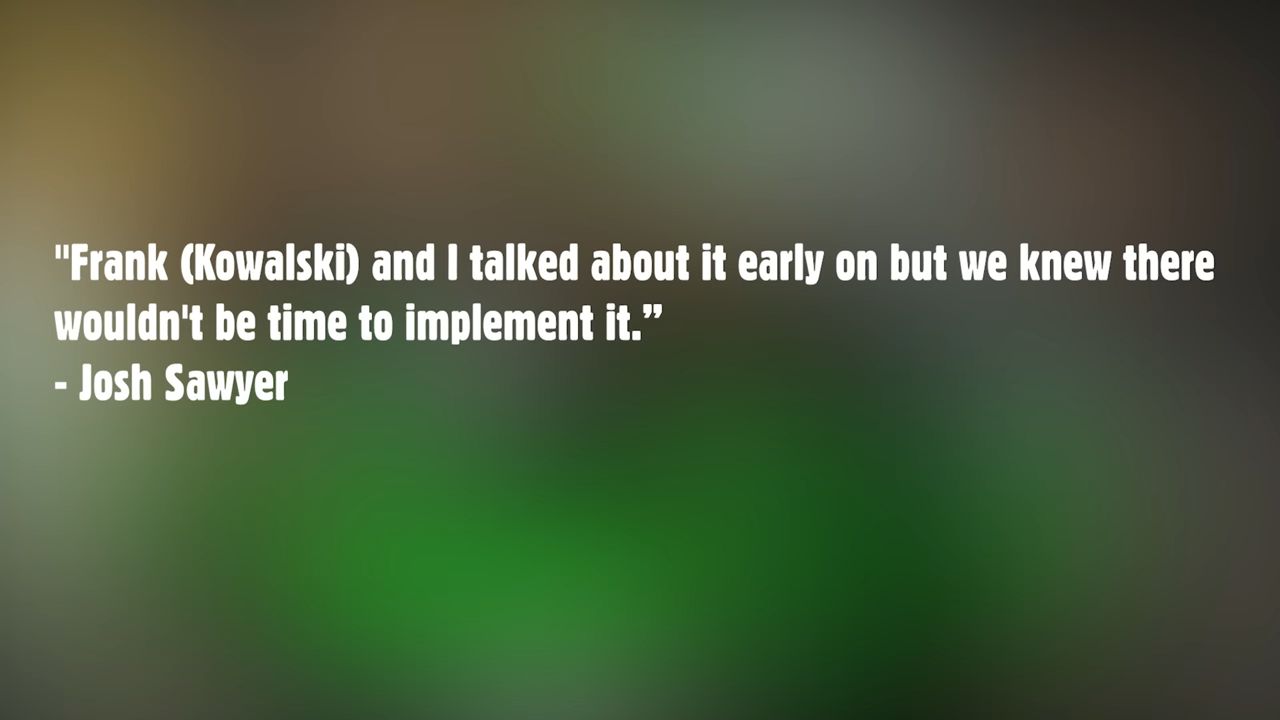 "Frank (Kowalski) and I talked about it early on but we knew there
wouldn't be time to implement it.”
- Josh Sawyer